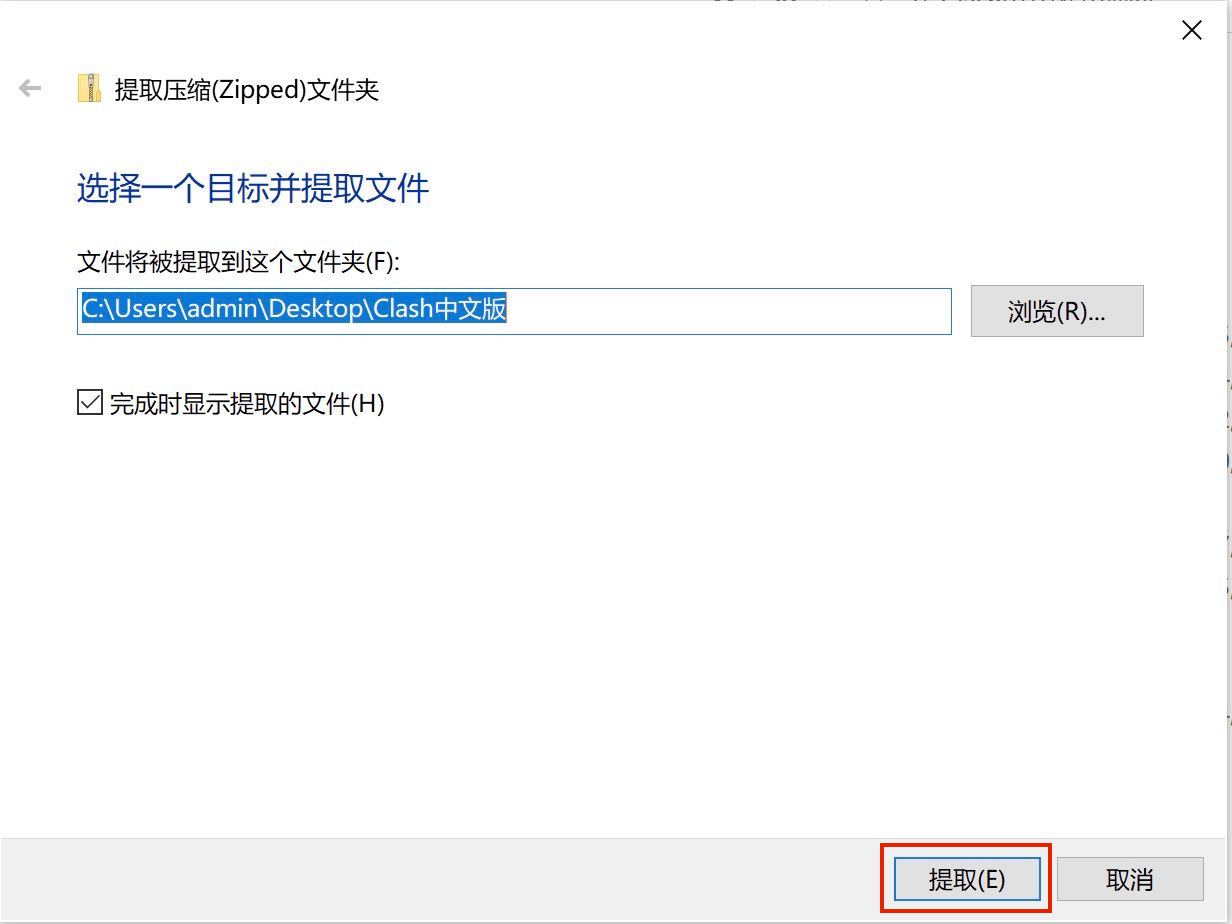 提取压缩(Zipped)文件夹
选择一个目标并提取文件
文件将被提取到这个文件夹(F):
C:\Users\admin\Desktop\Clash中文版
浏览(R)...
完成时显示提取的文件(H)
提取(E)
取消